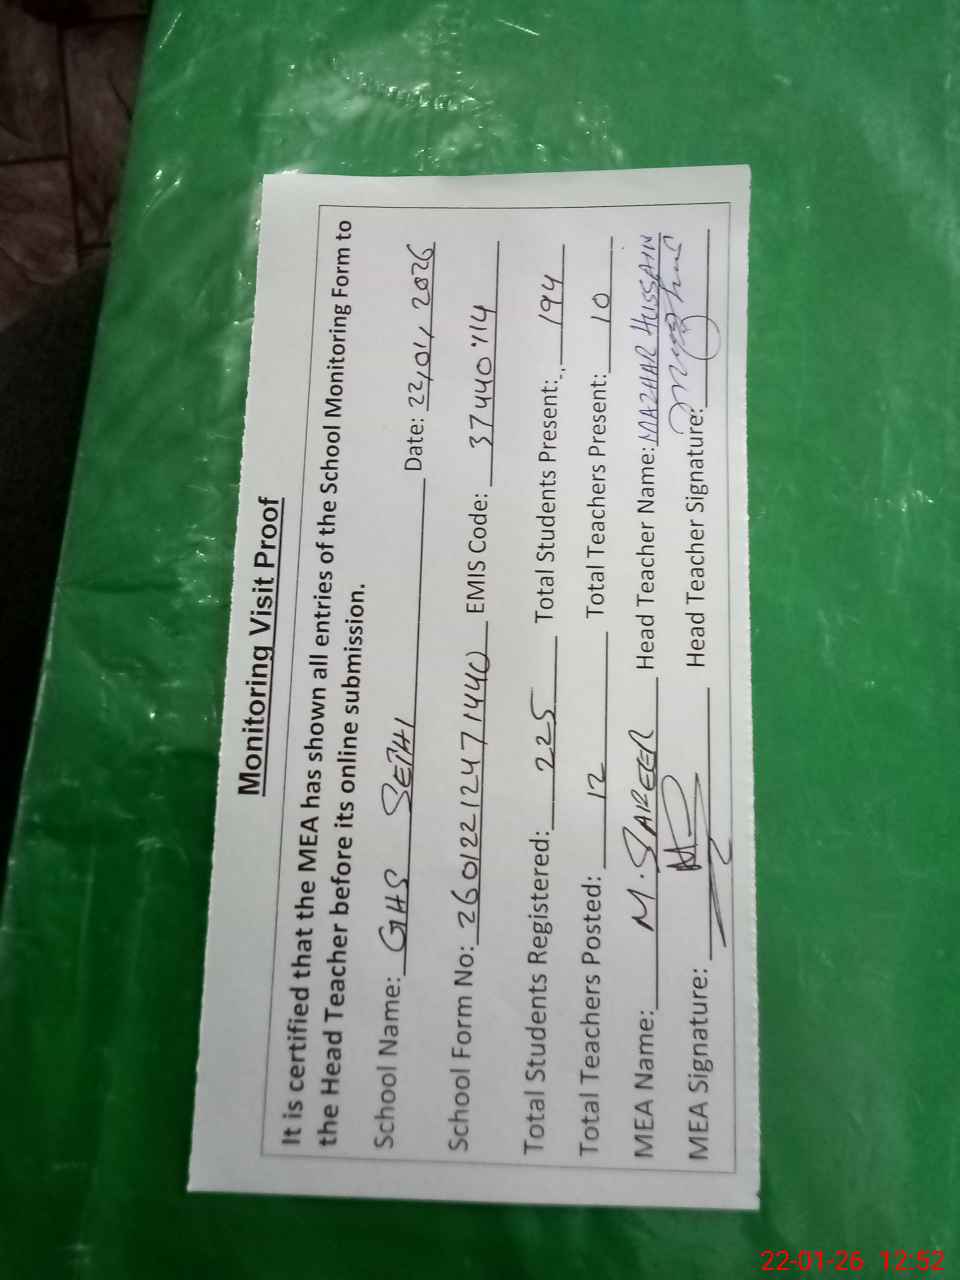 Monitoring Visit Proof
It is certified that the MEA has shown all entries of the School Monitoring Form to
the Head Teacher before its online submission.
School Name: GHS SETHI Date: 22/01/2026
School Form No: 260122124771440 EMIS Code: 37440114
Total Students Registered: 225 Total Students Present: 194
Total Teachers Posted: 12 Total Teachers Present: 10
MEA Name: M. SAFEER Head Teacher Name: MAZHAR HUSSAIN
MEA Signature: Head Teacher Signature:
22-01-26 12:52